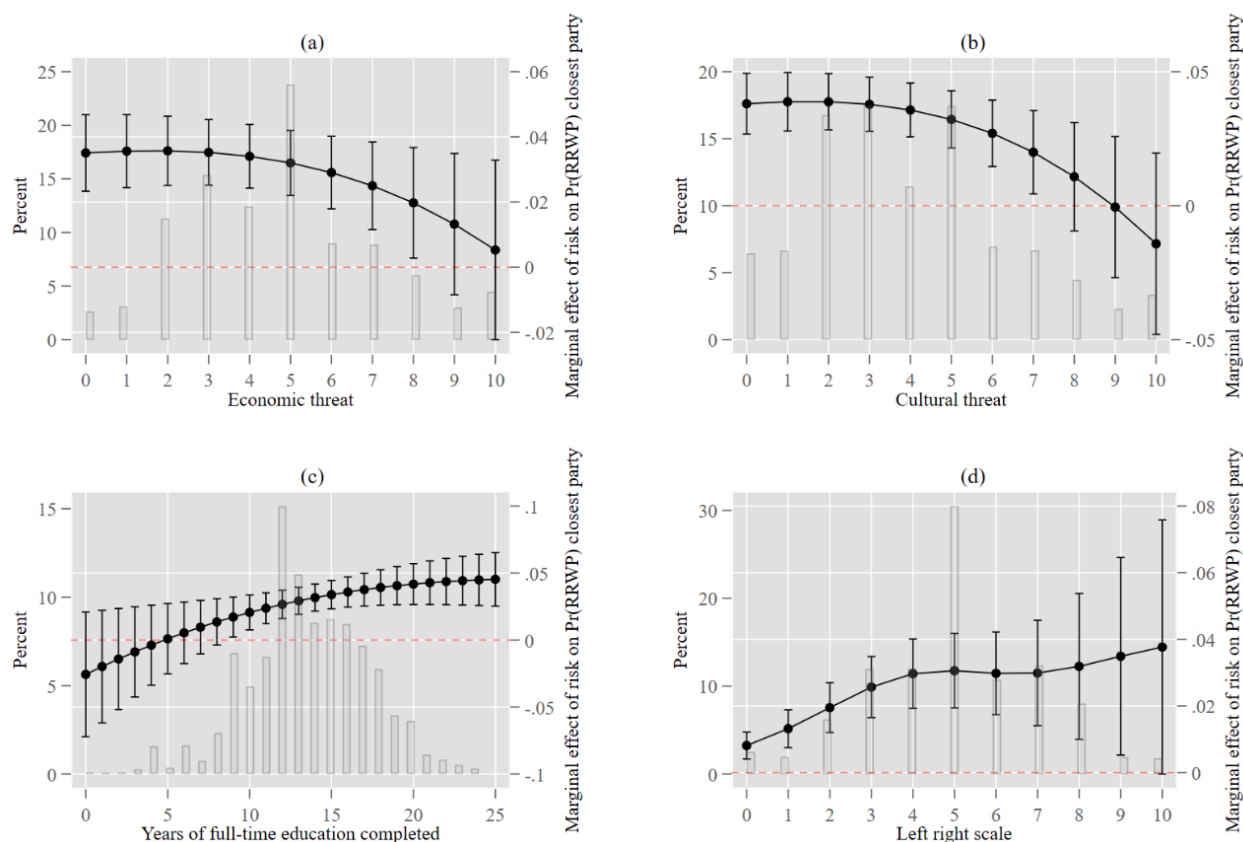 (a)
Percent
25
20
15
10
5
0
.06
.04
.02
0
-.02
Marginal effect of risk on Pr(RRWP) closest party
0 1 2 3 4 5 6 7 8 9 10
Economic threat
(b)
Percent
20
15
10
5
0
.05
0
-.05
Marginal effect of risk on Pr(RRWP) closest party
0 1 2 3 4 5 6 7 8 9 10
Cultural threat
(c)
Percent
15
10
5
0
.1
.05
0
-.05
-.1
Marginal effect of risk on Pr(RRWP) closest party
0 5 10 15 20 25
Years of full-time education completed
(d)
Percent
30
20
10
0
.08
.06
.04
.02
0
Marginal effect of risk on Pr(RRWP) closest party
0 1 2 3 4 5 6 7 8 9 10
Left right scale